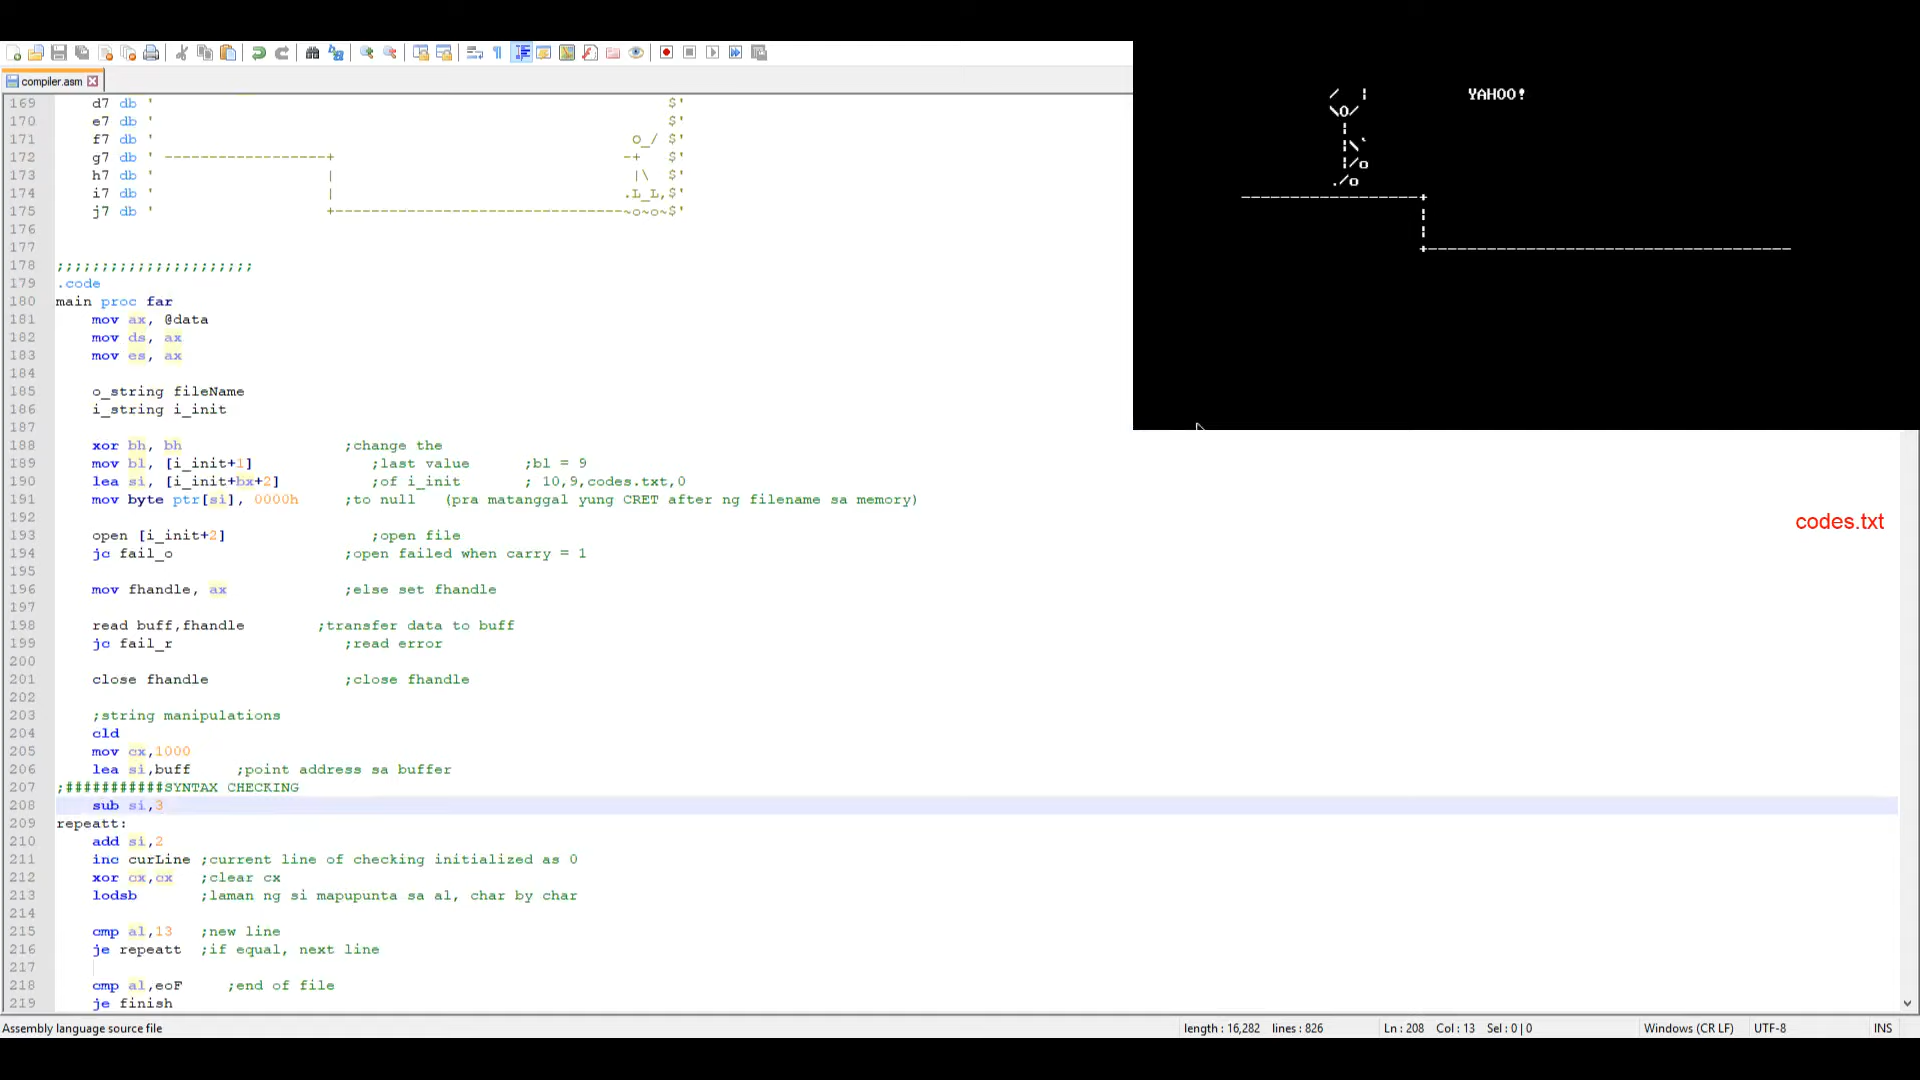 compiler.asm
169 d7 db ' $'
170 e7 db ' $'
171 f7 db ' o_/ $'
172 g7 db ' ------------------+ -+ $'
173 h7 db ' | |\ $'
174 i7 db ' | .L_L,$'
175 j7 db ' +--------------------------------~o~o~$'
176
177
178 ;;;;;;;;;;;;;;;;;;;;;;
179 .code
180 main proc far
181 mov ax, @data
182 mov ds, ax
183 mov es, ax
184
185 o_string fileName
186 i_string i_init
187
188 xor bh, bh ;change the
189 mov bl, [i_init+1] ;last value ;bl = 9
190 lea si, [i_init+bx+2] ;of i_init ; 10,9,codes.txt,0
191 mov byte ptr[si], 0000h ;to null (pra matanggal yung CRET after ng filename sa memory)
192
193 open [i_init+2] ;open file
194 jc fail_o ;open failed when carry = 1
195
196 mov fhandle, ax ;else set fhandle
197
198 read buff,fhandle ;transfer data to buff
199 jc fail_r ;read error
200
201 close fhandle ;close fhandle
202
203 ;string manipulations
204 cld
205 mov cx,1000
206 lea si,buff ;point address sa buffer
207 ;###########SYNTAX CHECKING
208 sub si,3
209 repeatt:
210 add si,2
211 inc curLine ;current line of checking initialized as 0
212 xor cx,cx ;clear cx
213 lodsb ;laman ng si mapupunta sa al, char by char
214
215 cmp al,13 ;new line
216 je repeatt ;if equal, next line
217
218 cmp al,eoF ;end of file
219 je finish
YAHOO!
codes.txt
Assembly language source file length : 16,282 lines : 826 Ln : 208 Col : 13 Sel : 0 | 0 Windows (CR LF) UTF-8 INS